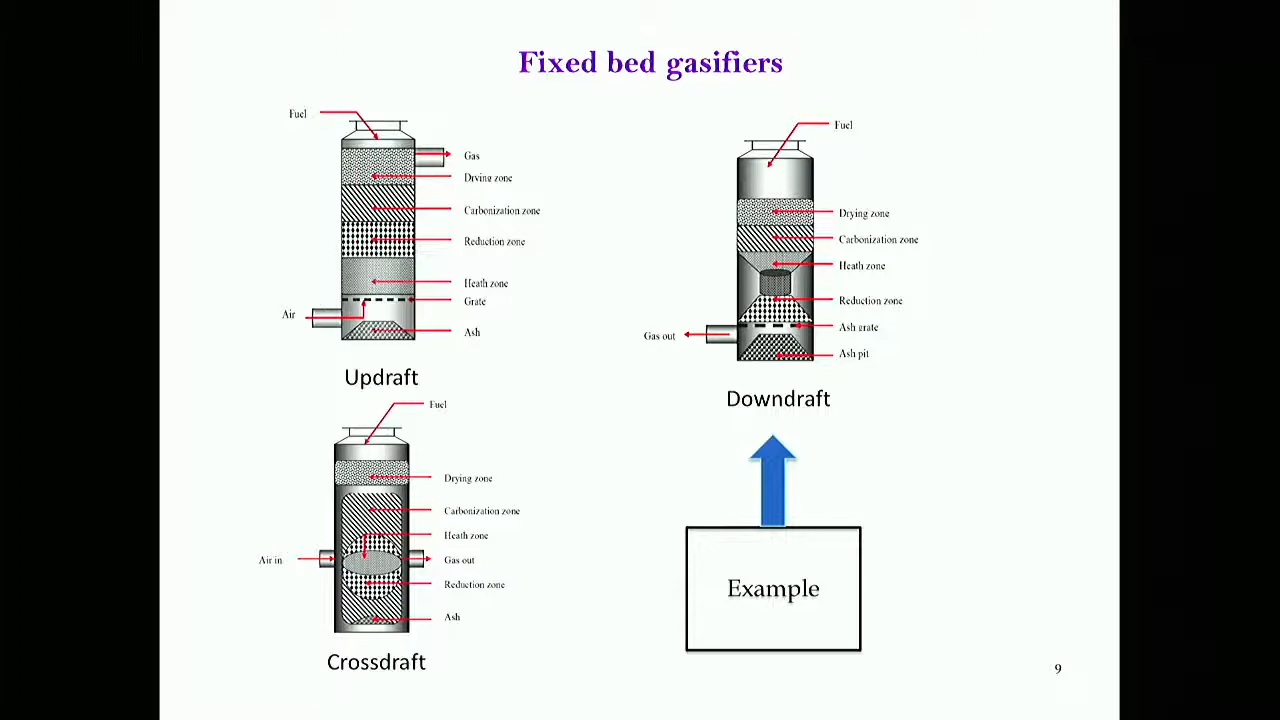 Fixed bed gasifiers
Fuel
Gas
Drying zone
Carbonization zone
Reduction zone
Heath zone
Grate
Air
Ash
Updraft
Fuel
Drying zone
Carbonization zone
Heath zone
Reduction zone
Ash grate
Gas out
Ash pit
Downdraft
Fuel
Drying zone
Carbonization zone
Heath zone
Air in
Gas out
Reduction zone
Ash
Crossdraft
Example
9